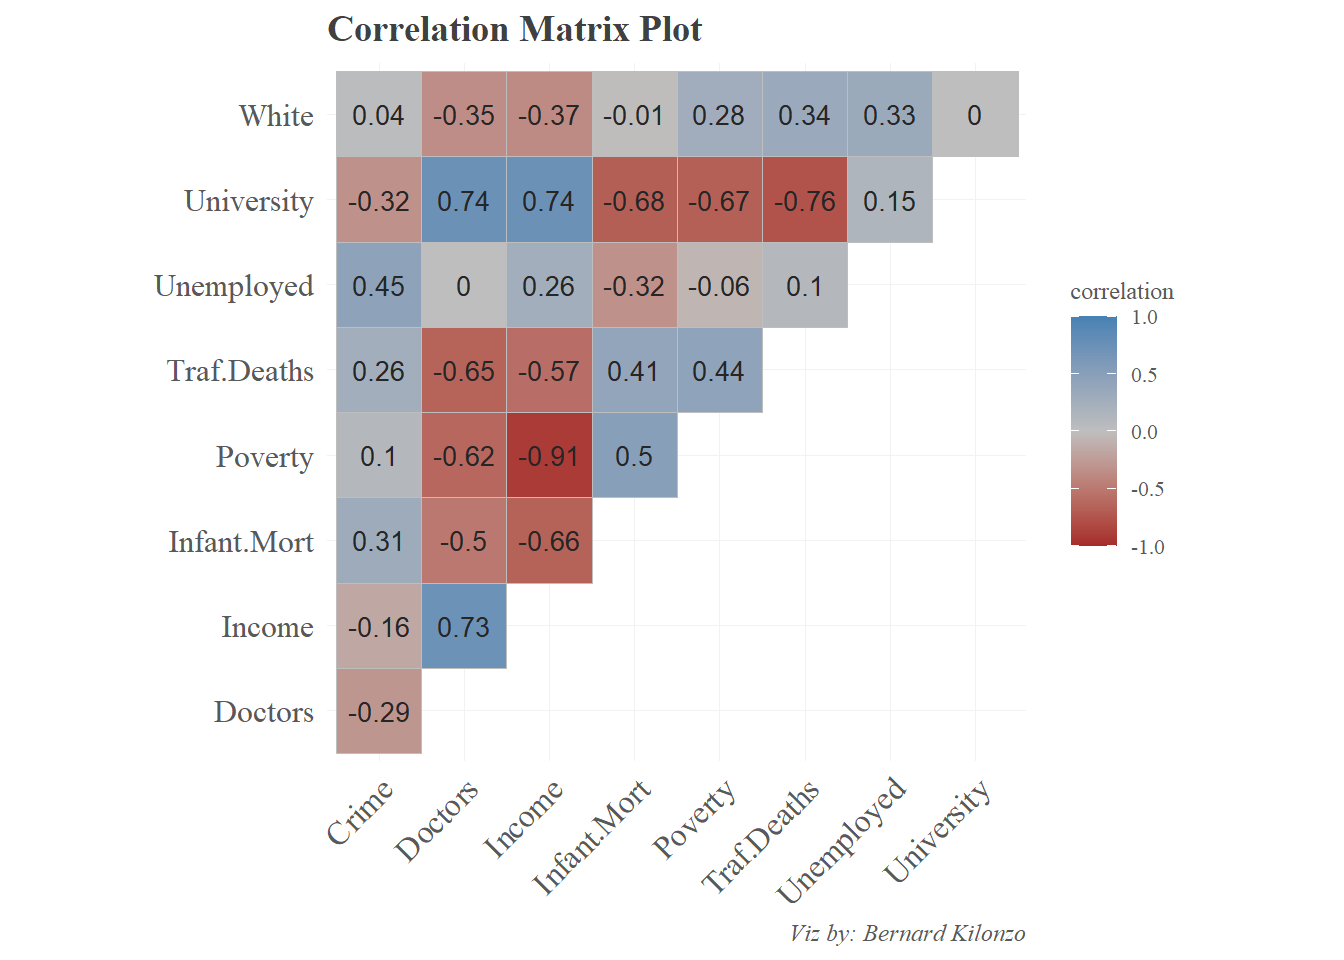 Correlation Matrix Plot
White 0.04 -0.35 -0.37 -0.01 0.28 0.34 0.33 0
University -0.32 0.74 0.74 -0.68 -0.67 -0.76 0.15
Unemployed 0.45 0 0.26 -0.32 -0.06 0.1
Traf.Deaths 0.26 -0.65 -0.57 0.41 0.44
Poverty 0.1 -0.62 -0.91 0.5
Infant.Mort 0.31 -0.5 -0.66
Income -0.16 0.73
Doctors -0.29
Crime Doctors Income Infant.Mort Poverty Traf.Deaths Unemployed University
correlation
1.0
0.5
0.0
-0.5
-1.0
Viz by: Bernard Kilonzo